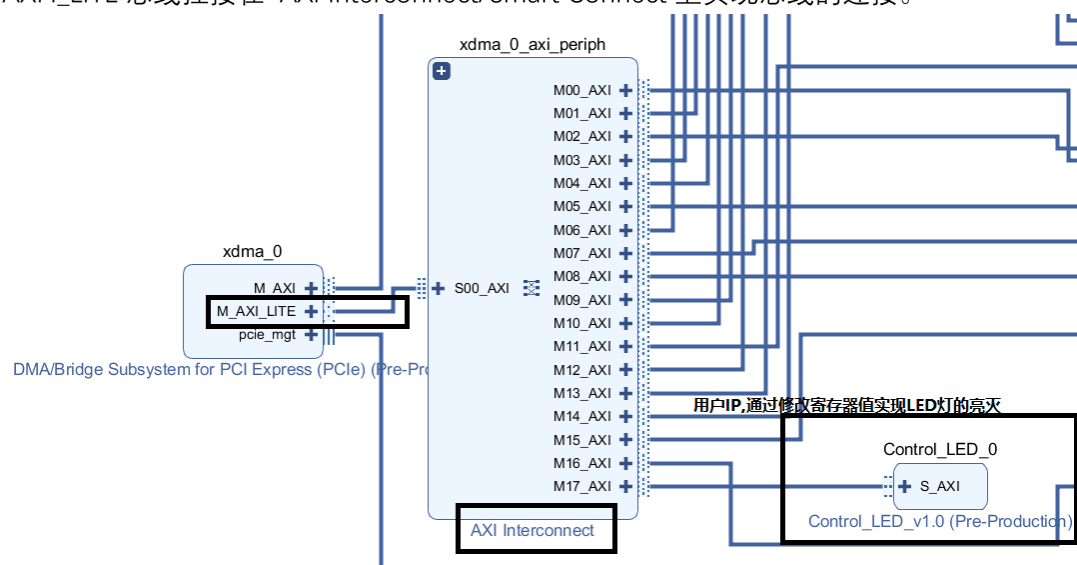 xdma_0_axi_periph
M00_AXI
M01_AXI
M02_AXI
M03_AXI
M04_AXI
M05_AXI
M06_AXI
M07_AXI
M08_AXI
M09_AXI
M10_AXI
M11_AXI
M12_AXI
M13_AXI
M14_AXI
M15_AXI
M16_AXI
M17_AXI
S00_AXI
AXI Interconnect
xdma_0
M_AXI
M_AXI_LITE
pcie_mgt
DMA/Bridge Subsystem for PCI Express (PCIe) (Pre-Pro
用户IP,通过修改寄存器值实现LED灯的亮灭
Control_LED_0
S_AXI
Control_LED_v1.0 (Pre-Production)